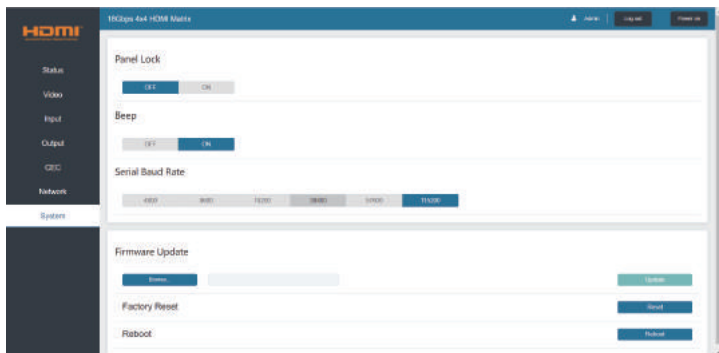 HDMI
18Gbps 4x4 HDMI Matrix
Admin
Log out
Power on
Status
Video
Input
Output
CEC
Network
System
Panel Lock
OFF ON
Beep
OFF ON
Serial Baud Rate
4800 9600 19200 38400 57600 115200
Firmware Update
Browse... Update
Factory Reset Reset
Reboot Reboot